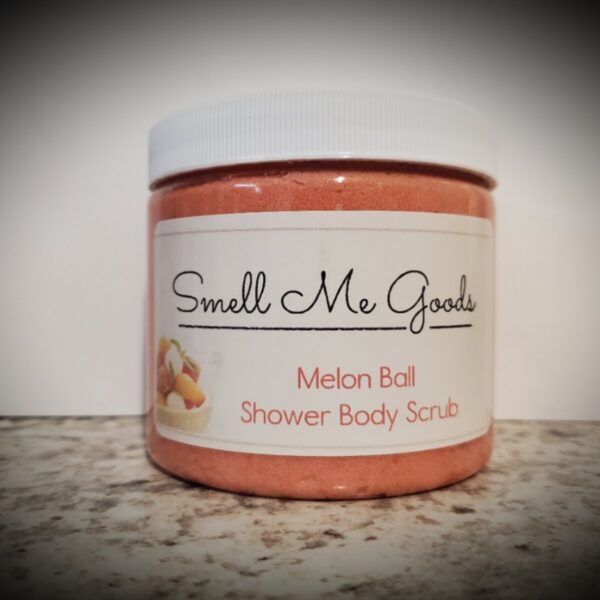 Smell Me Goods
Melon Ball
Shower Body Scrub